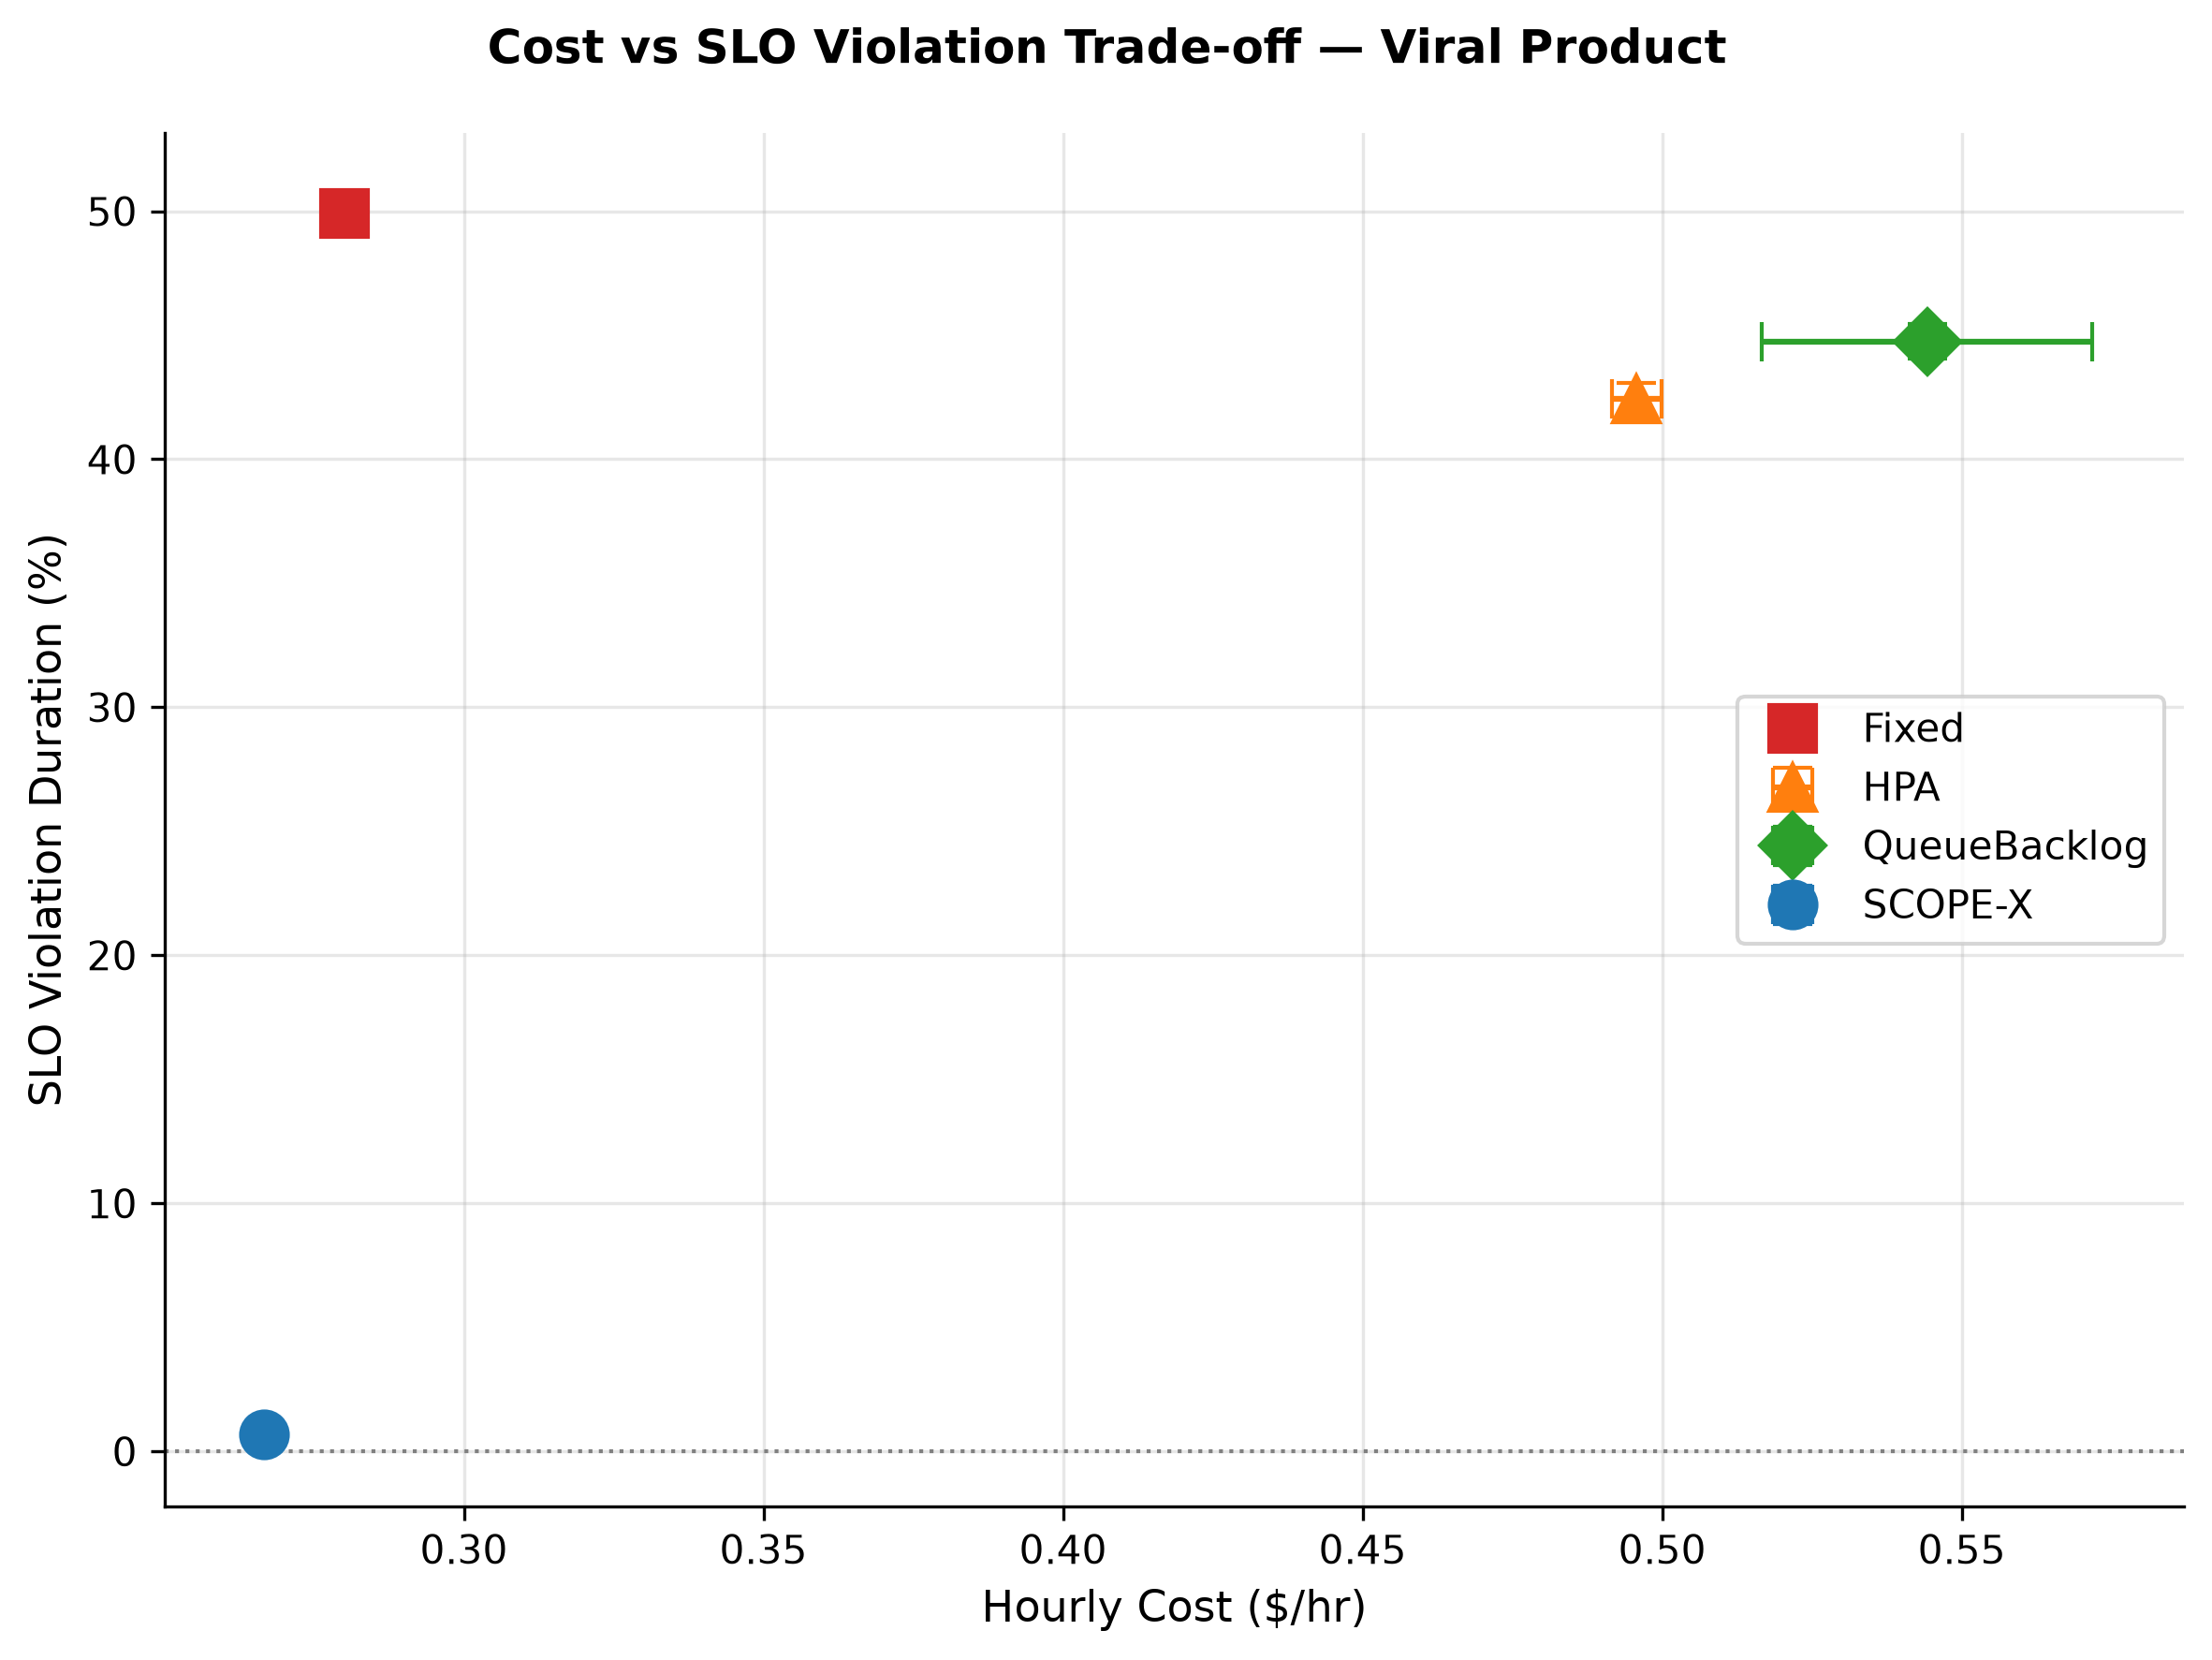 Cost vs SLO Violation Trade-off — Viral Product
SLO Violation Duration (%)
50
40
30
20
10
0
Fixed
HPA
QueueBacklog
SCOPE-X
0.30 0.35 0.40 0.45 0.50 0.55
Hourly Cost ($/hr)